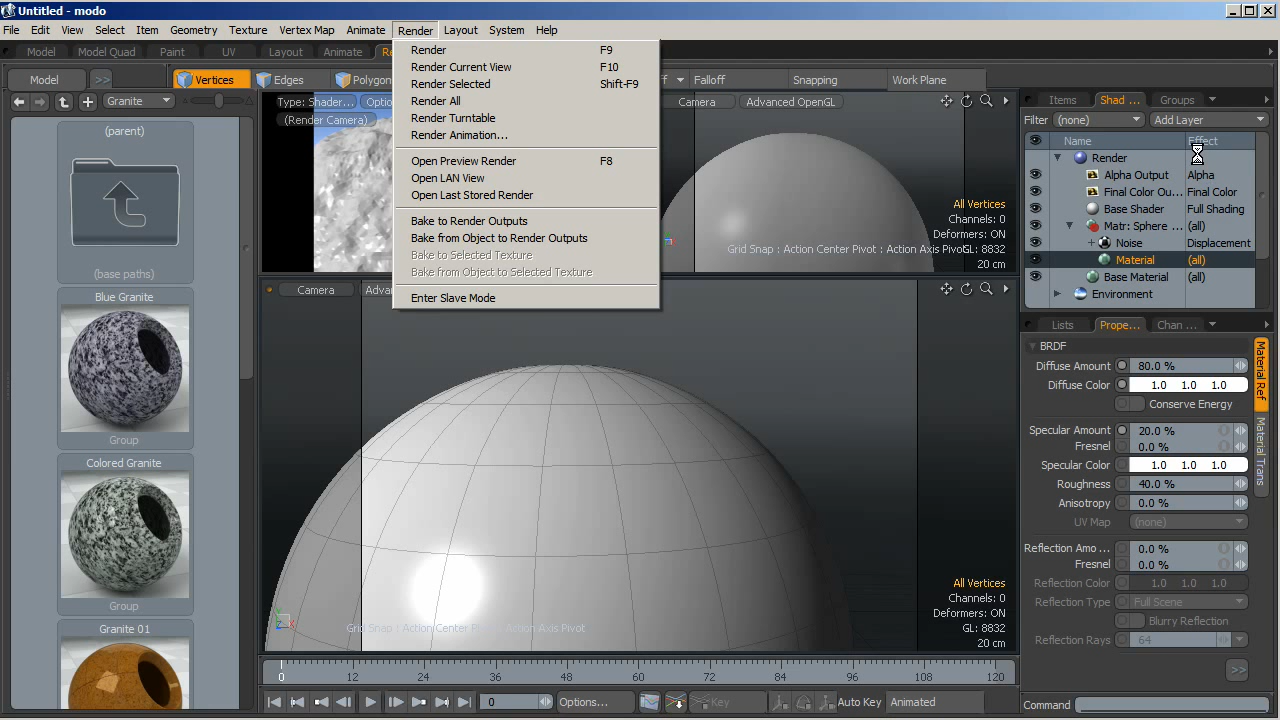 Untitled - modo
File Edit View Select Item Geometry Texture Vertex Map Animate Render Layout System Help
Model Model Quad Paint UV Layout Animate
Model >> Vertices Edges Falloff Snapping Work Plane
Render F9
Render Current View F10
Render Selected Shift-F9
Render All
Render Turntable
Render Animation...
Open Preview Render F8
Open LAN View
Open Last Stored Render
Bake to Render Outputs
Bake from Object to Render Outputs
Bake to Selected Texture
Bake from Object to Selected Texture
Enter Slave Mode
Granite
(parent)
(base paths)
Blue Granite
Group
Colored Granite
Group
Granite 01
Type: Shader...
(Render Camera)
Camera Advanced OpenGL
All Vertices
Channels: 0
Deformers: ON
GL: 8832
20 cm
Grid Snap : Action Center Pivot : Action Axis Pivot
Camera
All Vertices
Channels: 0
Deformers: ON
GL: 8832
20 cm
Grid Snap : Action Center Pivot : Action Axis Pivot
0 12 24 36 48 60 72 84 96 108 120
0 Options... Key Auto Key Animated
Items Shad ... Groups
Filter (none) Add Layer
Name Effect
Render
Alpha Output Alpha
Final Color Ou... Final Color
Base Shader Full Shading
Matr: Sphere ... (all)
Noise Displacement
Material (all)
Base Material (all)
Environment
Lists Prope... Chan ...
BRDF
Diffuse Amount 80.0 %
Diffuse Color 1.0 1.0 1.0
Conserve Energy
Specular Amount 20.0 %
Fresnel 0.0 %
Specular Color 1.0 1.0 1.0
Roughness 40.0 %
Anisotropy 0.0 %
UV Map (none)
Reflection Amo ... 0.0 %
Fresnel 0.0 %
Reflection Color 1.0 1.0 1.0
Reflection Type Full Scene
Blurry Reflection
Reflection Rays 64
>>
Material Ref
Material Trans
Command